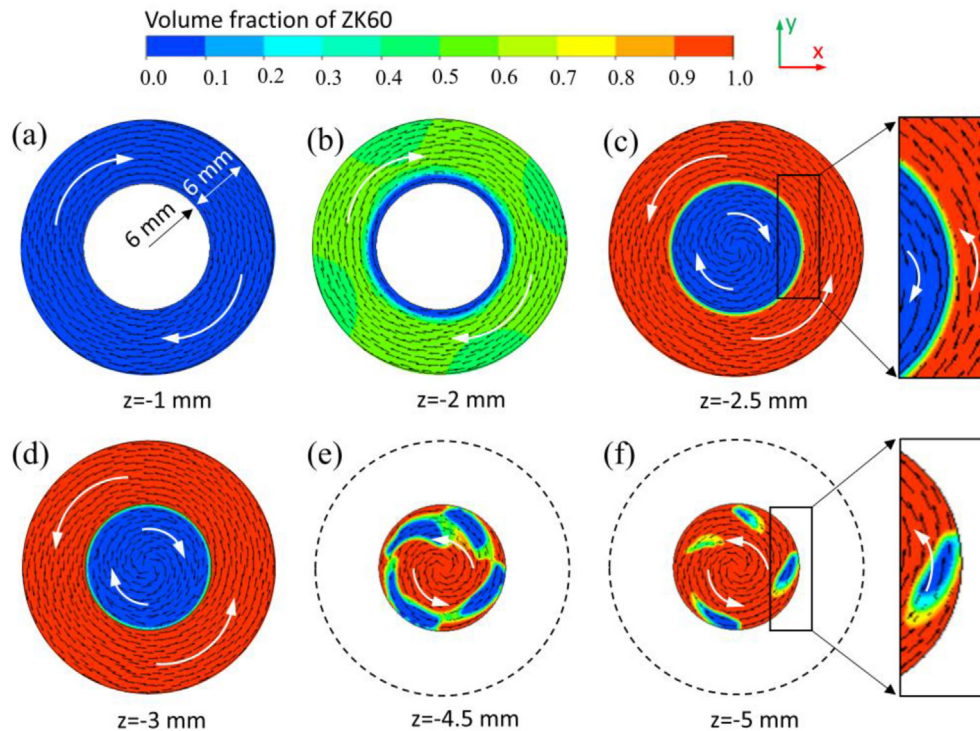 Volume fraction of ZK60
y
x
0.0 0.1 0.2 0.3 0.4 0.5 0.6 0.7 0.8 0.9 1.0
(a) (b) (c)
6 mm
6 mm
z=-1 mm z=-2 mm z=-2.5 mm
(d) (e) (f)
z=-3 mm z=-4.5 mm z=-5 mm